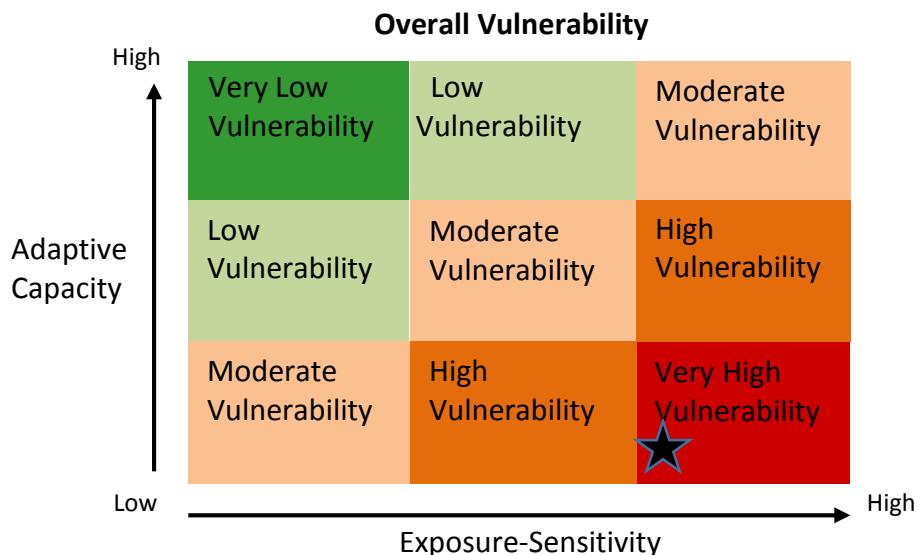 Overall Vulnerability
High
Very Low
Vulnerability
Low
Vulnerability
Moderate
Vulnerability
Adaptive
Capacity
Low
Vulnerability
Moderate
Vulnerability
High
Vulnerability
Moderate
Vulnerability
High
Vulnerability
Very High
Vulnerability
Low
High
Exposure-Sensitivity